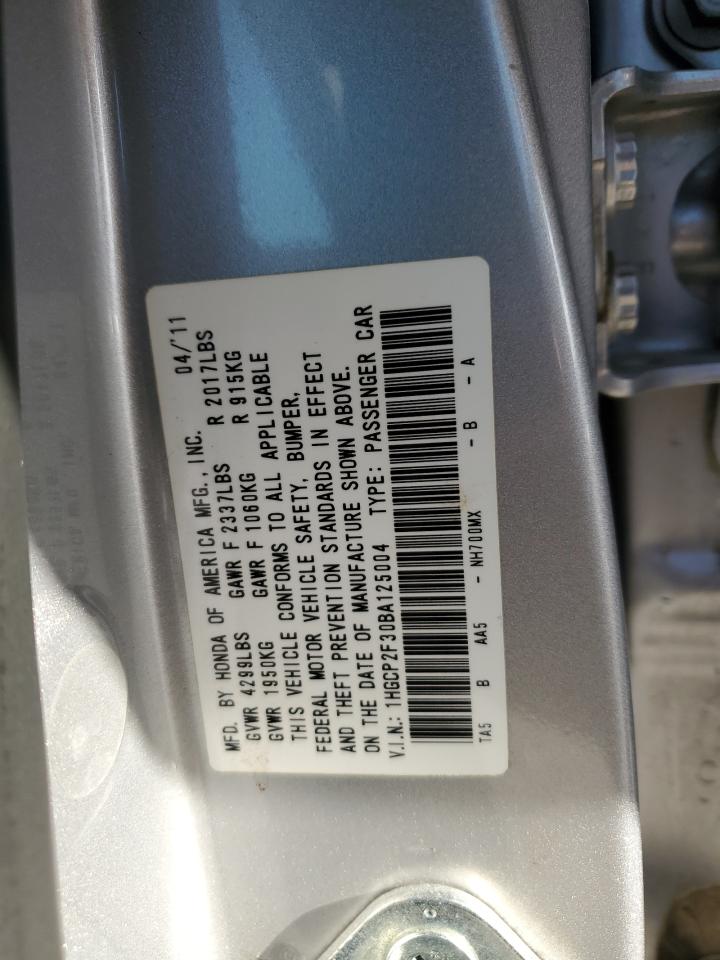 MFD. BY HONDA OF AMERICA MFG., INC. 04/'11
GVWR 4299LBS GAWR F 2337LBS R 2017LBS
GVWR 1950KG GAWR F 1060KG R 915KG
THIS VEHICLE CONFORMS TO ALL APPLICABLE
FEDERAL MOTOR VEHICLE SAFETY, BUMPER,
AND THEFT PREVENTION STANDARDS IN EFFECT
ON THE DATE OF MANUFACTURE SHOWN ABOVE.
V.I.N.: 1HGCP2F30BA125004 TYPE: PASSENGER CAR
TA5 B AA5 - NH700MX - B - A